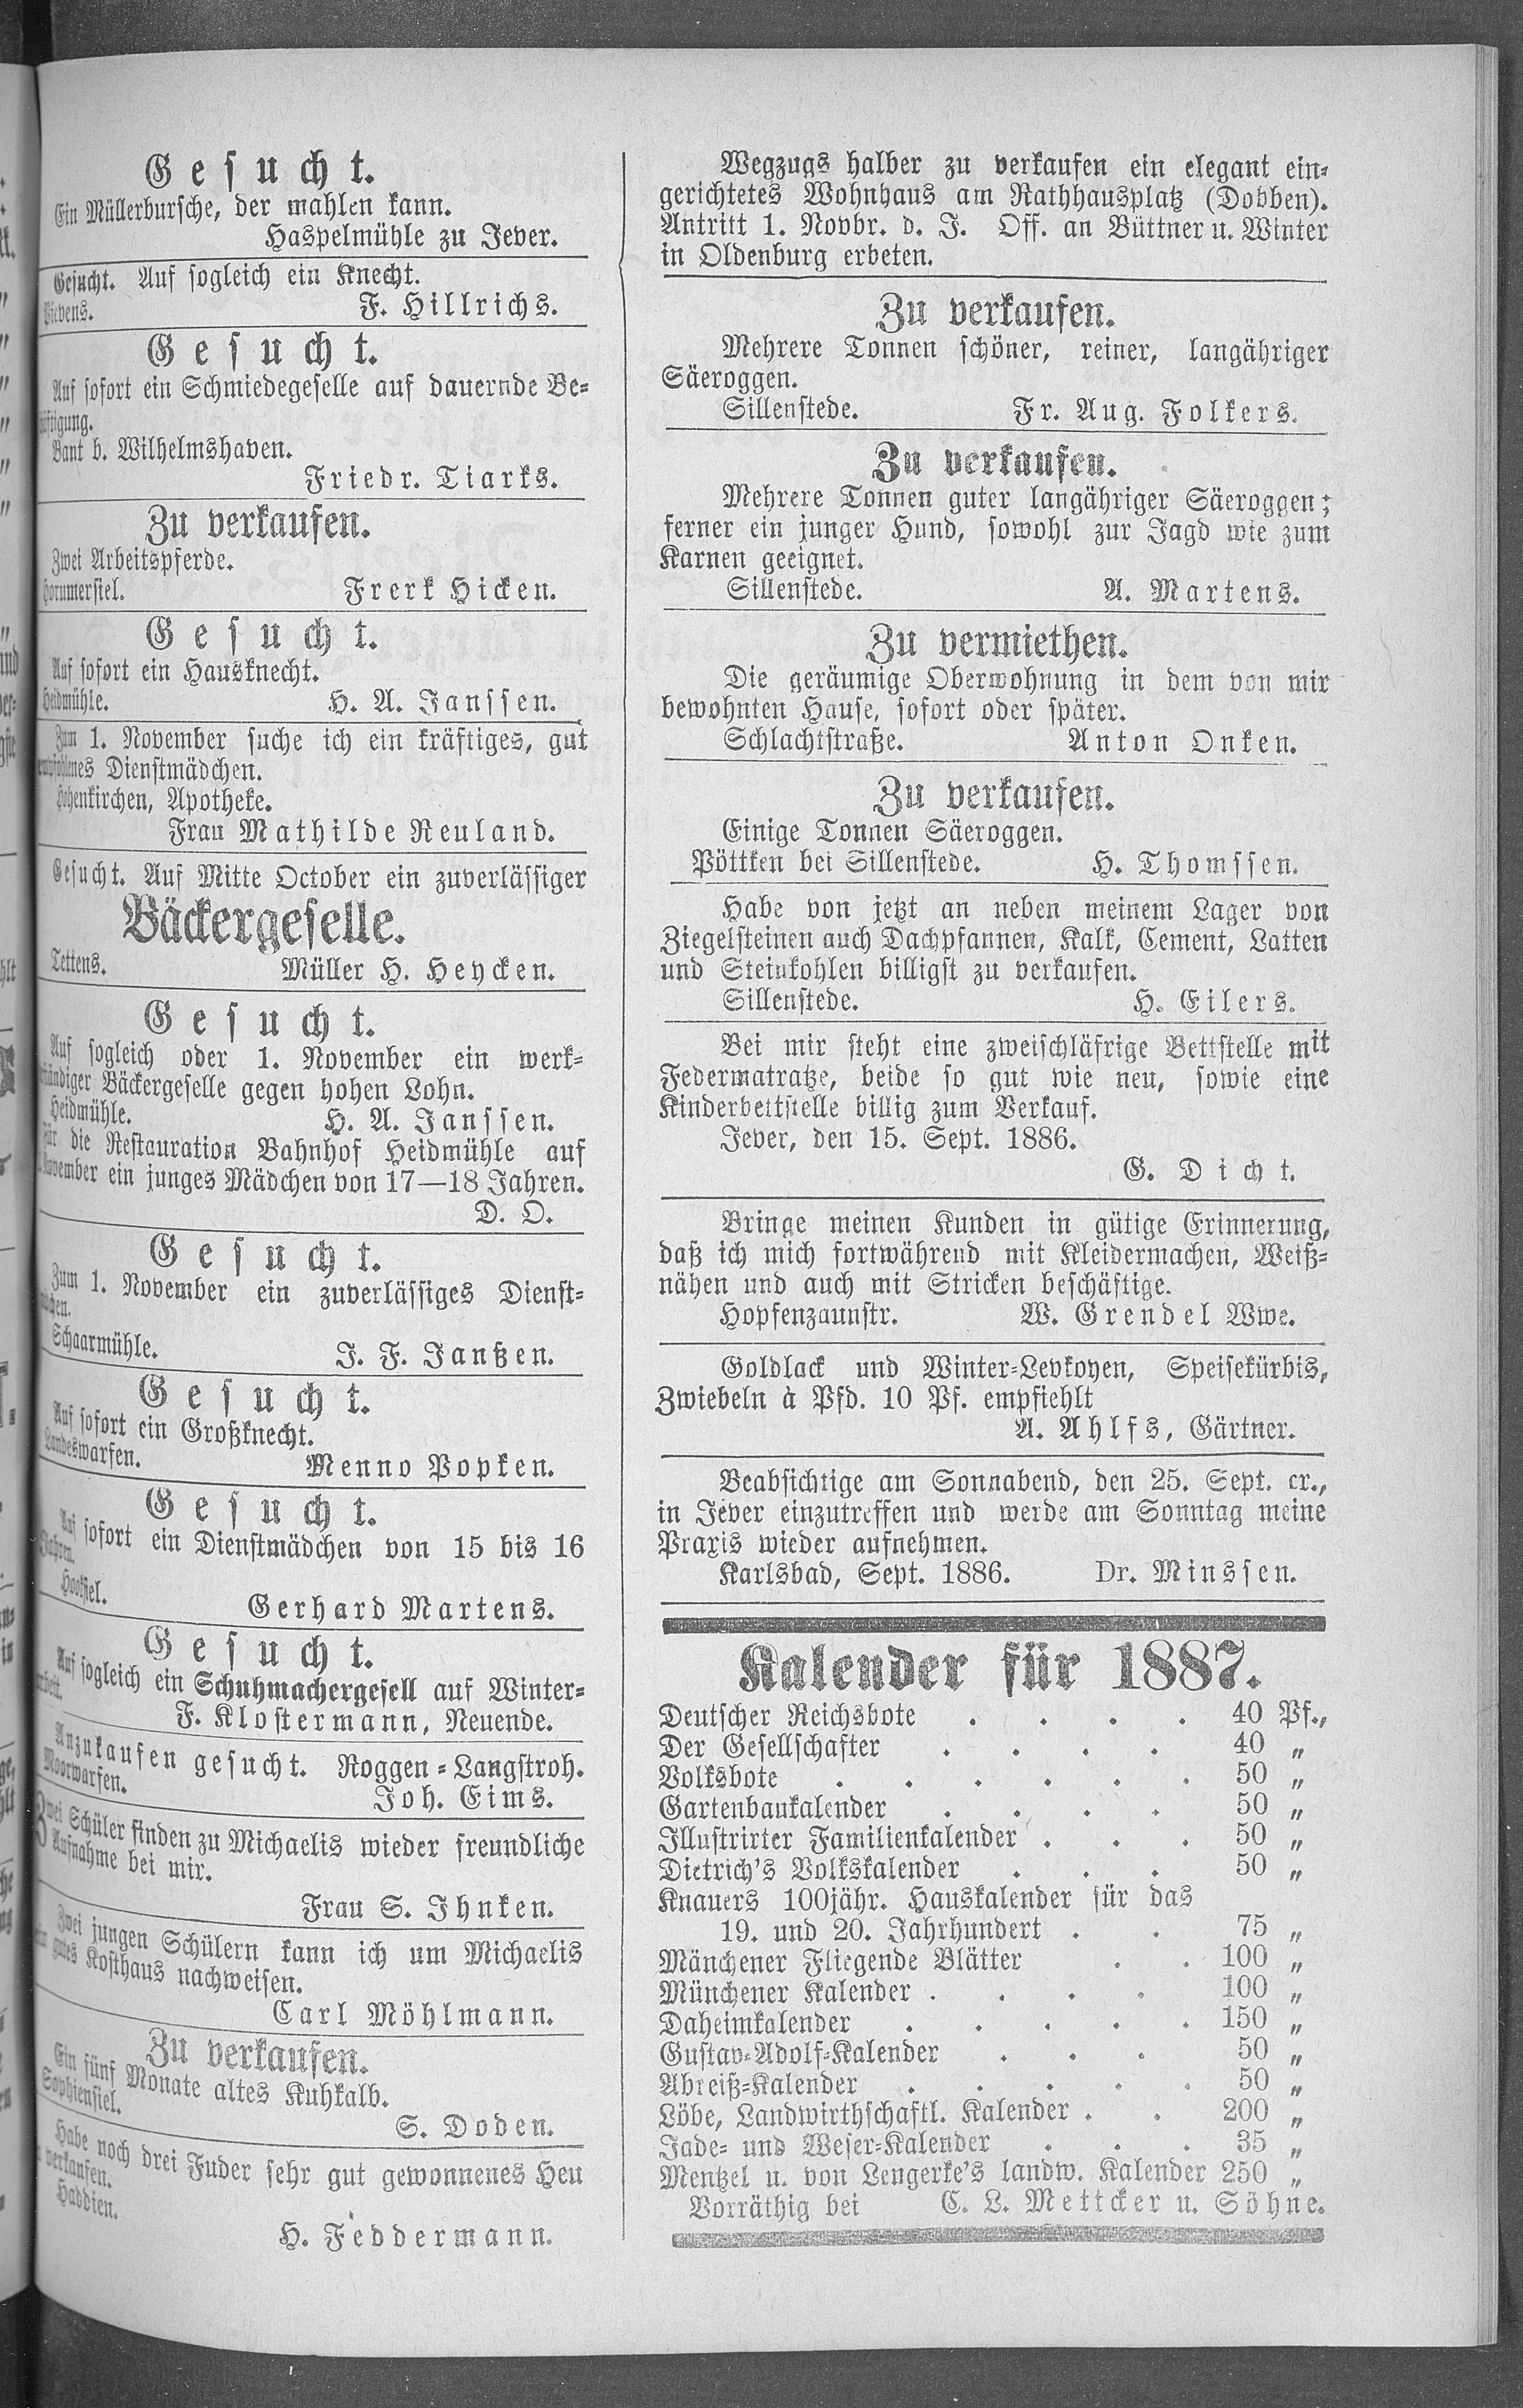 Gesucht.
Ein Müllerbursche, der mahlen kann.
Haspelmühle zu Jever.
Gesucht. Auf sogleich ein Knecht.
F. Hillrichs.
Gesucht.
Auf sofort ein Schmiedegeselle auf dauernde Be-
Bant b. Wilhelmshaven.
Friedr. Tiarks.
Zu verkaufen.
Zwei Arbeitspferde.
Horumersiel. Frerk Hicken.
Gesucht.
Auf sofort ein Hausknecht.
Heidmühle. H. A. Janssen.
Zum 1. November suche ich ein kräftiges, gut
empfohlnes Dienstmädchen.
Hohenkirchen, Apotheke.
Frau Mathilde Reuland.
Gesucht. Auf Mitte October ein zuverlässiger
Bäckergeselle.
Tettens. Müller H. Heycken.
Gesucht.
Auf sogleich oder 1. November ein werk-
ständiger Bäckergeselle gegen hohen Lohn.
Heidmühle. H. A. Janssen.
Für die Restauration Bahnhof Heidmühle auf
November ein junges Mädchen von 17—18 Jahren.
D. O.
Gesucht.
Zum 1. November ein zuverlässiges Dienst-
Schaarmühle. J. F. Janßen.
Gesucht.
Auf sofort ein Großknecht.
Landeswarfen. Menno Popken.
Gesucht.
Auf sofort ein Dienstmädchen von 15 bis 16
Jahren.
Hooksiel. Gerhard Martens.
Gesucht.
Auf sogleich ein Schuhmachergesell auf Winter-
F. Klostermann, Neuende.
Anzukaufen gesucht. Roggen-Langstroh.
Moorwarfen. Joh. Eims.
Zwei Schüler finden zu Michaelis wieder freundliche
Aufnahme bei mir.
Frau S. Ihnken.
Zwei jungen Schülern kann ich um Michaelis
ein gutes Kosthaus nachweisen.
Carl Möhlmann.
Zu verkaufen.
Ein fünf Monate altes Kuhkalb.
Sophiensiel. S. Doden.
Habe noch drei Fuder sehr gut gewonnenes Heu
verkaufen.
Haddien. H. Feddermann.
Wegzugs halber zu verkaufen ein elegant ein-
gerichtetes Wohnhaus am Rathhausplatz (Dobben).
Antritt 1. Novbr. d. J. Off. an Büttner u. Winter
in Oldenburg erbeten.
Zu verkaufen.
Mehrere Tonnen schöner, reiner, langähriger
Säeroggen.
Sillenstede. Fr. Aug. Folkers.
Zu verkaufen.
Mehrere Tonnen guter langähriger Säeroggen;
ferner ein junger Hund, sowohl zur Jagd wie zum
Karnen geeignet.
Sillenstede. A. Martens.
Zu vermiethen.
Die geräumige Oberwohnung in dem von mir
bewohnten Hause, sofort oder später.
Schlachtstraße. Anton Onken.
Zu verkaufen.
Einige Tonnen Säeroggen.
Pöttken bei Sillenstede. H. Thomssen.
Habe von jetzt an neben meinem Lager von
Ziegelsteinen auch Dachpfannen, Kalk, Cement, Latten
und Steinkohlen billigst zu verkaufen.
Sillenstede. H. Eilers.
Bei mir steht eine zweischläfrige Bettstelle mit
Federmatratze, beide so gut wie neu, sowie eine
Kinderbettstelle billig zum Verkauf.
Jever, den 15. Sept. 1886.
G. Dicht.
Bringe meinen Kunden in gütige Erinnerung,
daß ich mich fortwährend mit Kleidermachen, Weiß-
nähen und auch mit Stricken beschäftige.
Hopfenzaunstr. W. Grendel Wwe.
Goldlack und Winter-Levkoyen, Speisekürbis,
Zwiebeln à Pfd. 10 Pf. empfiehlt
A. Ahlfs, Gärtner.
Beabsichtige am Sonnabend, den 25. Sept. cr.,
in Jever einzutreffen und werde am Sonntag meine
Praxis wieder aufnehmen.
Karlsbad, Sept. 1886. Dr. Minssen.
Kalender für 1887.
Deutscher Reichsbote . . . . 40 Pf.,
Der Gesellschafter . . . . 40 „
Volksbote . . . . . . 50 „
Gartenbaukalender . . . . 50 „
Illustrirter Familienkalender . . . 50 „
Dietrich's Volkskalender . . . 50 „
Knauers 100jähr. Hauskalender für das
19. und 20. Jahrhundert . . 75 „
Mänchener Fliegende Blätter . . 100 „
Münchener Kalender . . . . 100 „
Daheimkalender . . . . . 150 „
Gustav-Adolf-Kalender . . . 50 „
Abreiß-Kalender . . . . . 50 „
Löbe, Landwirthschaftl. Kalender . . 200 „
Jade- und Weser-Kalender . . . 35 „
Mentzel u. von Lengerke's landw. Kalender 250 „
Vorräthig bei C. L. Mettcker u. Söhne.